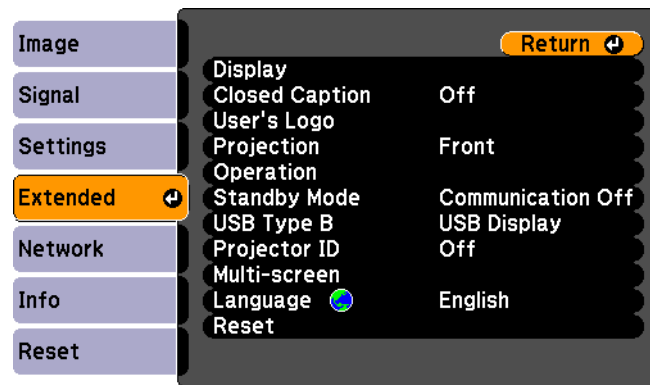 Image
Signal
Settings
Extended
Network
Info
Reset
Return
Display
Closed Caption Off
User's Logo
Projection Front
Operation
Standby Mode Communication Off
USB Type B USB Display
Projector ID Off
Multi-screen
Language English
Reset